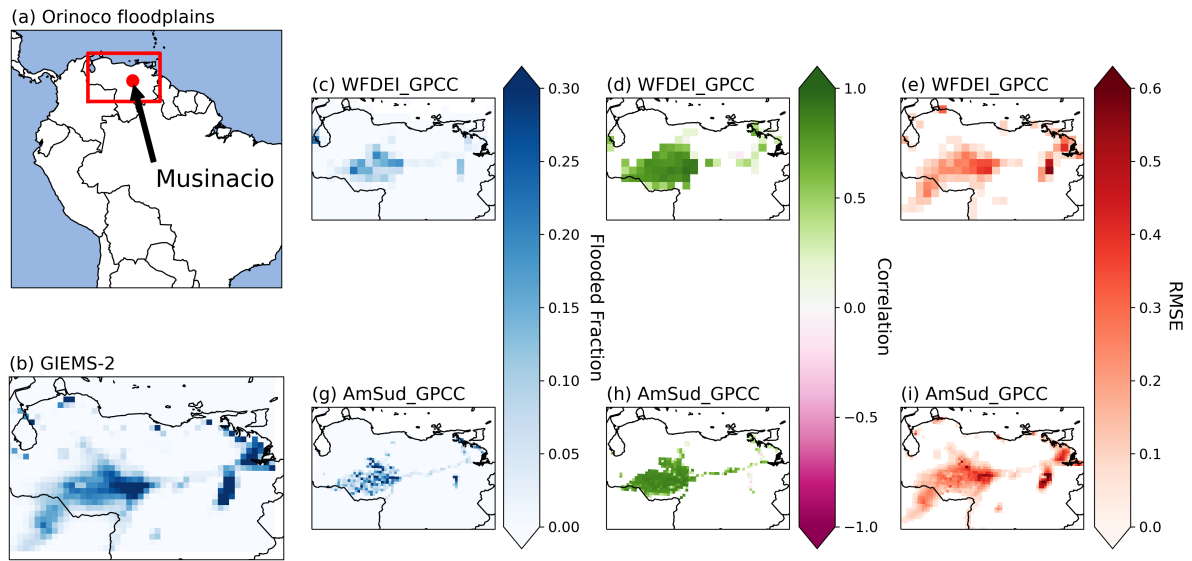 (a) Orinoco floodplains
Musinacio
(b) GIEMS-2
(c) WFDEI_GPCC
0.30
0.25
0.20
0.15
0.10
0.05
0.00
Flooded Fraction
(d) WFDEI_GPCC
1.0
0.5
0.0
−0.5
−1.0
Correlation
(e) WFDEI_GPCC
0.6
0.5
0.4
0.3
0.2
0.1
0.0
RMSE
(g) AmSud_GPCC
(h) AmSud_GPCC
(i) AmSud_GPCC